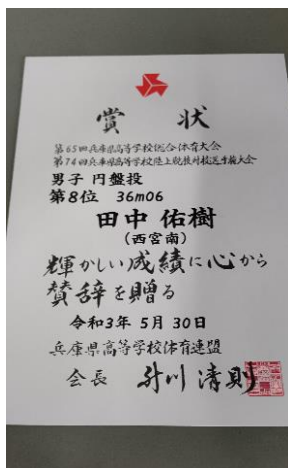 賞状
第65回兵庫県高等学校総合体育大会
第74回兵庫県高等学校陸上競技対校選手権大会
男子 円盤投
第8位 36m06
田中 佑樹
(西宮南)
輝かしい成績に心から
賛辞を贈る
令和3年 5月 30日
兵庫県高等学校体育連盟
会長 升川 清則